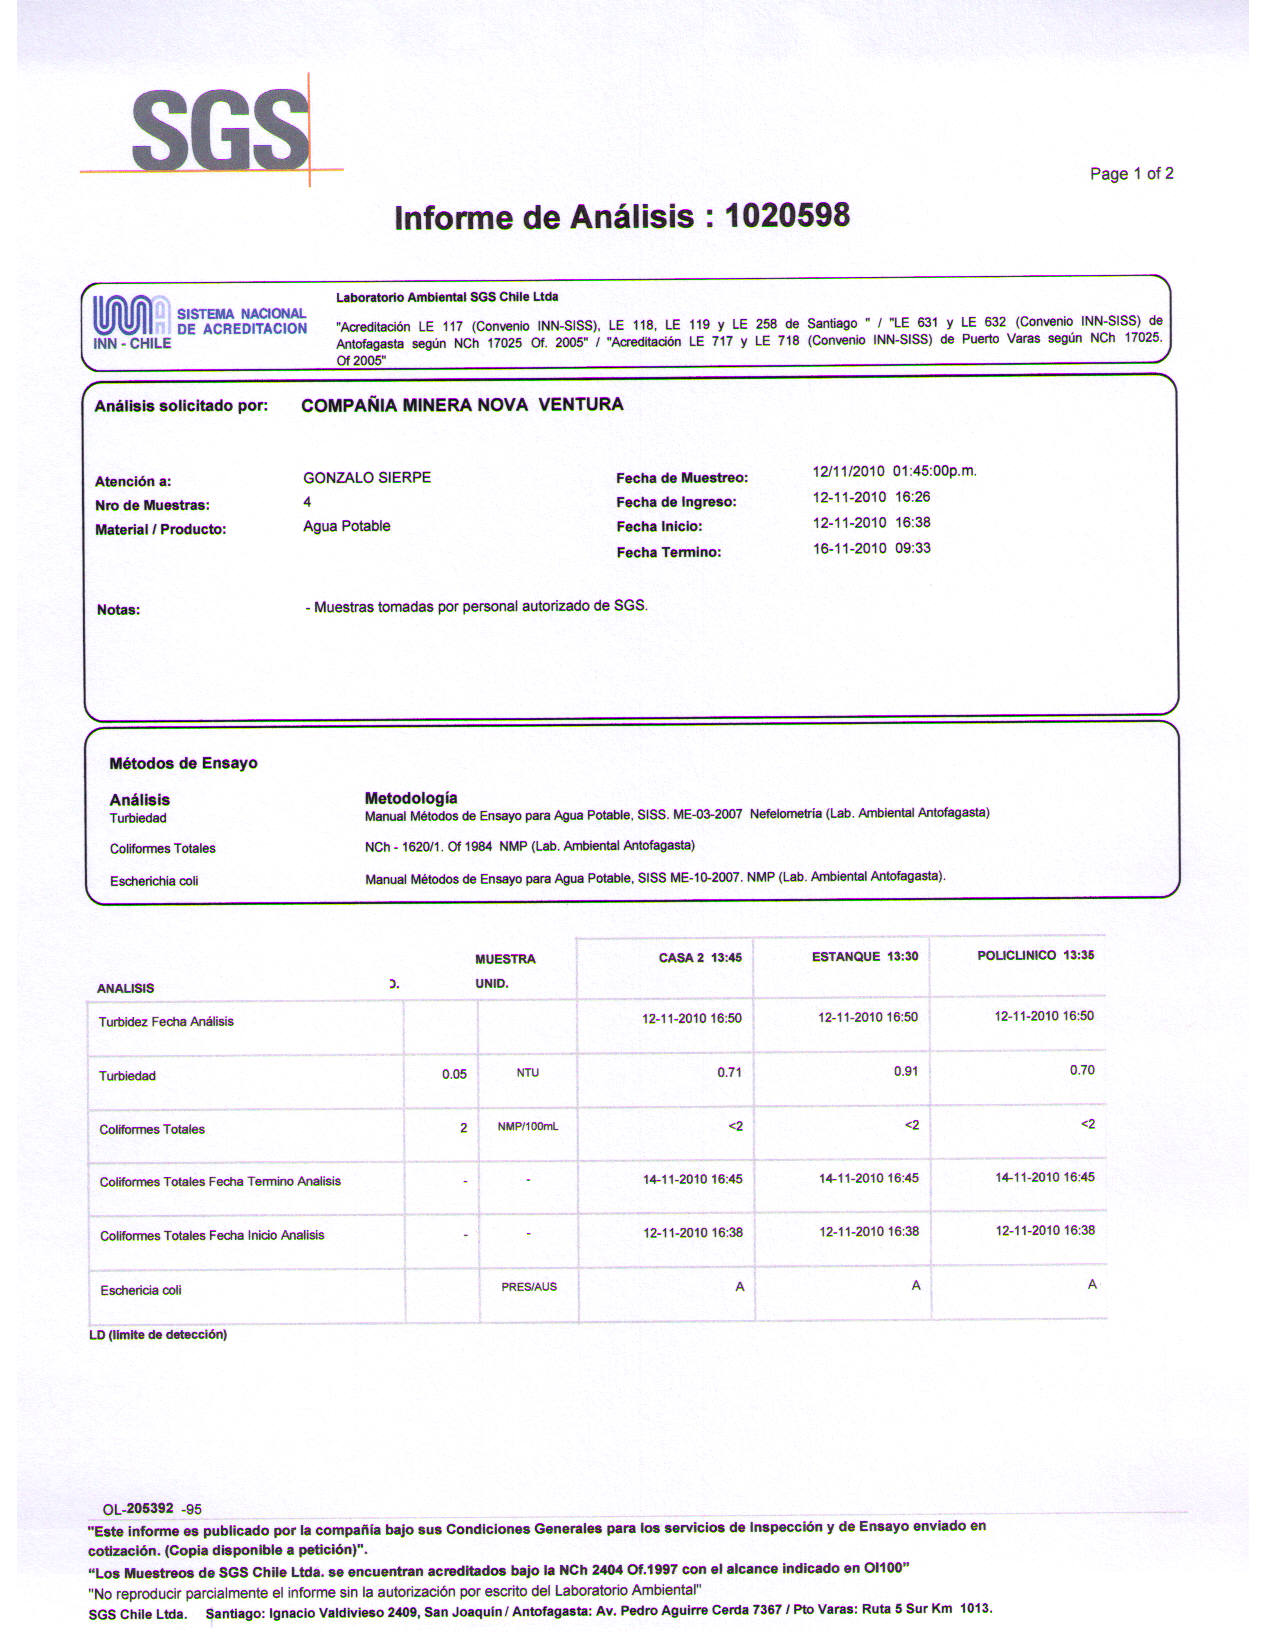 SGS
Page 1 of 2
Informe de Análisis : 1020598
INN - CHILE
SISTEMA NACIONAL
DE ACREDITACION
Laboratorio Ambiental SGS Chile Ltda
"Acreditación LE 117 (Convenio INN-SISS), LE 118, LE 119 y LE 258 de Santiago " / "LE 631 y LE 632 (Convenio INN-SISS) de
Antofagasta según NCh 17025 Of. 2005" / "Acreditación LE 717 y LE 718 (Convenio INN-SISS) de Puerto Varas según NCh 17025.
Of 2005"
Análisis solicitado por: COMPAÑIA MINERA NOVA VENTURA
Atención a: GONZALO SIERPE Fecha de Muestreo: 12/11/2010 01:45:00p.m.
Nro de Muestras: 4 Fecha de Ingreso: 12-11-2010 16:26
Material / Producto: Agua Potable Fecha Inicio: 12-11-2010 16:38
Fecha Termino: 16-11-2010 09:33
Notas: - Muestras tomadas por personal autorizado de SGS.
Métodos de Ensayo
Análisis Metodología
Turbiedad Manual Métodos de Ensayo para Agua Potable, SISS. ME-03-2007 Nefelometría (Lab. Ambiental Antofagasta)
Coliformes Totales NCh - 1620/1. Of 1984 NMP (Lab. Ambiental Antofagasta)
Escherichia coli Manual Métodos de Ensayo para Agua Potable, SISS ME-10-2007. NMP (Lab. Ambiental Antofagasta).
MUESTRA CASA 2 13:45 ESTANQUE 13:30 POLICLINICO 13:35
ANALISIS UNID.
Turbidez Fecha Análisis 12-11-2010 16:50 12-11-2010 16:50 12-11-2010 16:50
Turbiedad 0.05 NTU 0.71 0.91 0.70
Coliformes Totales 2 NMP/100mL <2 <2 <2
Coliformes Totales Fecha Termino Analisis - - 14-11-2010 16:45 14-11-2010 16:45 14-11-2010 16:45
Coliformes Totales Fecha Inicio Analisis - - 12-11-2010 16:38 12-11-2010 16:38 12-11-2010 16:38
Eschericia coli PRES/AUS A A A
LD (limite de detección)
OL-205392 -95
"Este informe es publicado por la compañía bajo sus Condiciones Generales para los servicios de Inspección y de Ensayo enviado en
cotización. (Copia disponible a petición)".
"Los Muestreos de SGS Chile Ltda. se encuentran acreditados bajo la NCh 2404 Of.1997 con el alcance indicado en OI100"
"No reproducir parcialmente el informe sin la autorización por escrito del Laboratorio Ambiental"
SGS Chile Ltda. Santiago: Ignacio Valdivieso 2409, San Joaquín / Antofagasta: Av. Pedro Aguirre Cerda 7367 / Pto Varas: Ruta 5 Sur Km 1013.